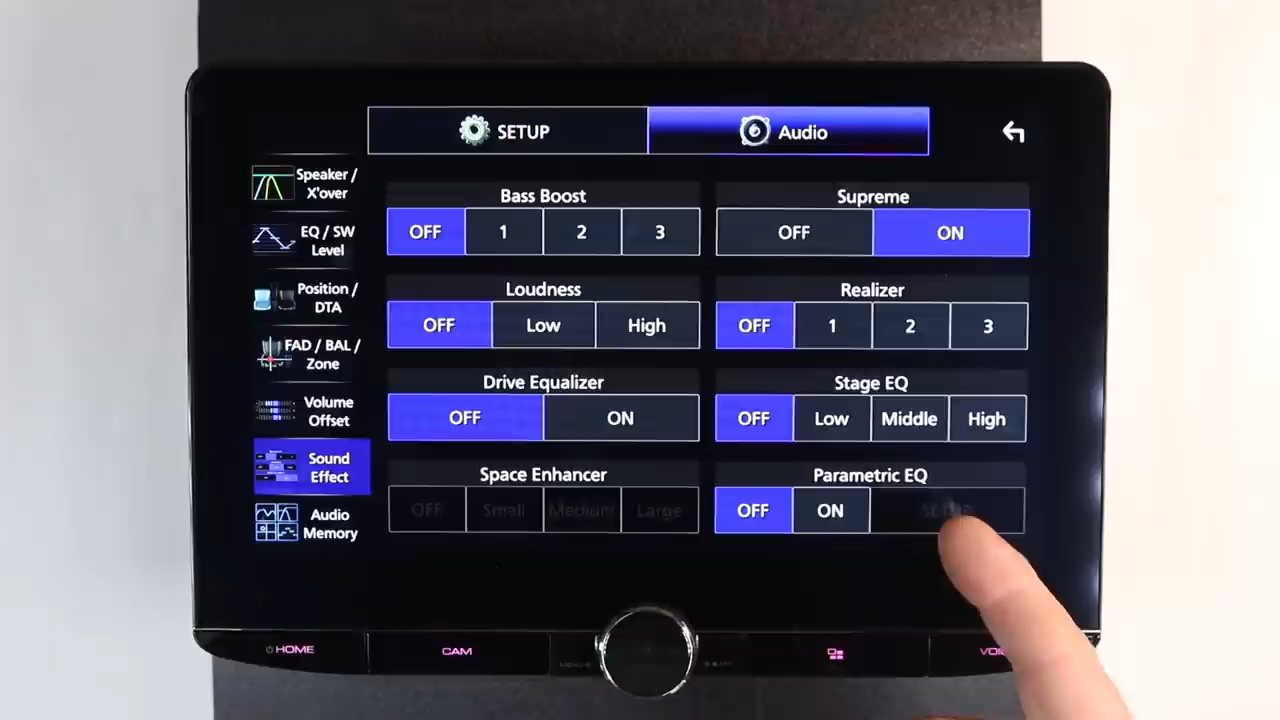 SETUP
Audio
Speaker /
X'over
EQ / SW
Level
Position /
DTA
FAD / BAL /
Zone
Volume
Offset
Sound
Effect
Audio
Memory
Bass Boost
OFF 1 2 3
Supreme
OFF ON
Loudness
OFF Low High
Realizer
OFF 1 2 3
Drive Equalizer
OFF ON
Stage EQ
OFF Low Middle High
Space Enhancer
OFF Small Medium Large
Parametric EQ
OFF ON
HOME
CAM